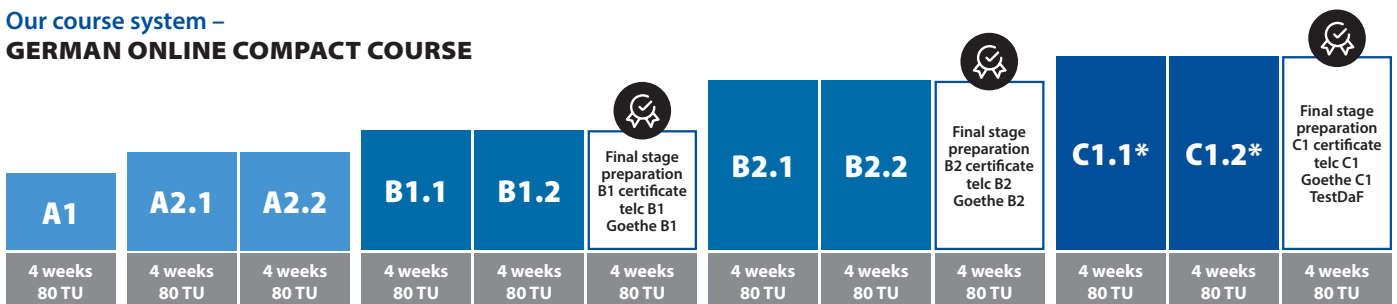 Our course system –
GERMAN ONLINE COMPACT COURSE
A1
4 weeks
80 TU
A2.1
4 weeks
80 TU
A2.2
4 weeks
80 TU
B1.1
4 weeks
80 TU
B1.2
4 weeks
80 TU
Final stage
preparation
B1 certificate
telc B1
Goethe B1
4 weeks
80 TU
B2.1
4 weeks
80 TU
B2.2
4 weeks
80 TU
Final stage
preparation
B2 certificate
telc B2
Goethe B2
4 weeks
80 TU
C1.1*
4 weeks
80 TU
C1.2*
4 weeks
80 TU
Final stage
preparation
C1 certificate
telc C1
Goethe C1
TestDaF
4 weeks
80 TU